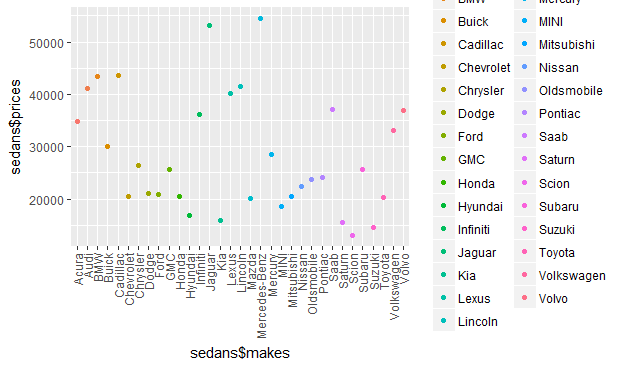 sedans$prices
50000
40000
30000
20000
Acura
Audi
BMW
Buick
Cadillac
Chevrolet
Chrysler
Dodge
Ford
GMC
Honda
Hyundai
Infiniti
Jaguar
Kia
Lexus
Lincoln
Mazda
Mercedes-Benz
Mercury
MINI
Mitsubishi
Nissan
Oldsmobile
Pontiac
Saab
Saturn
Scion
Subaru
Suzuki
Toyota
Volkswagen
Volvo
sedans$makes
BMW
Buick
Cadillac
Chevrolet
Chrysler
Dodge
Ford
GMC
Honda
Hyundai
Infiniti
Jaguar
Kia
Lexus
Lincoln
Mercury
MINI
Mitsubishi
Nissan
Oldsmobile
Pontiac
Saab
Saturn
Scion
Subaru
Suzuki
Toyota
Volkswagen
Volvo